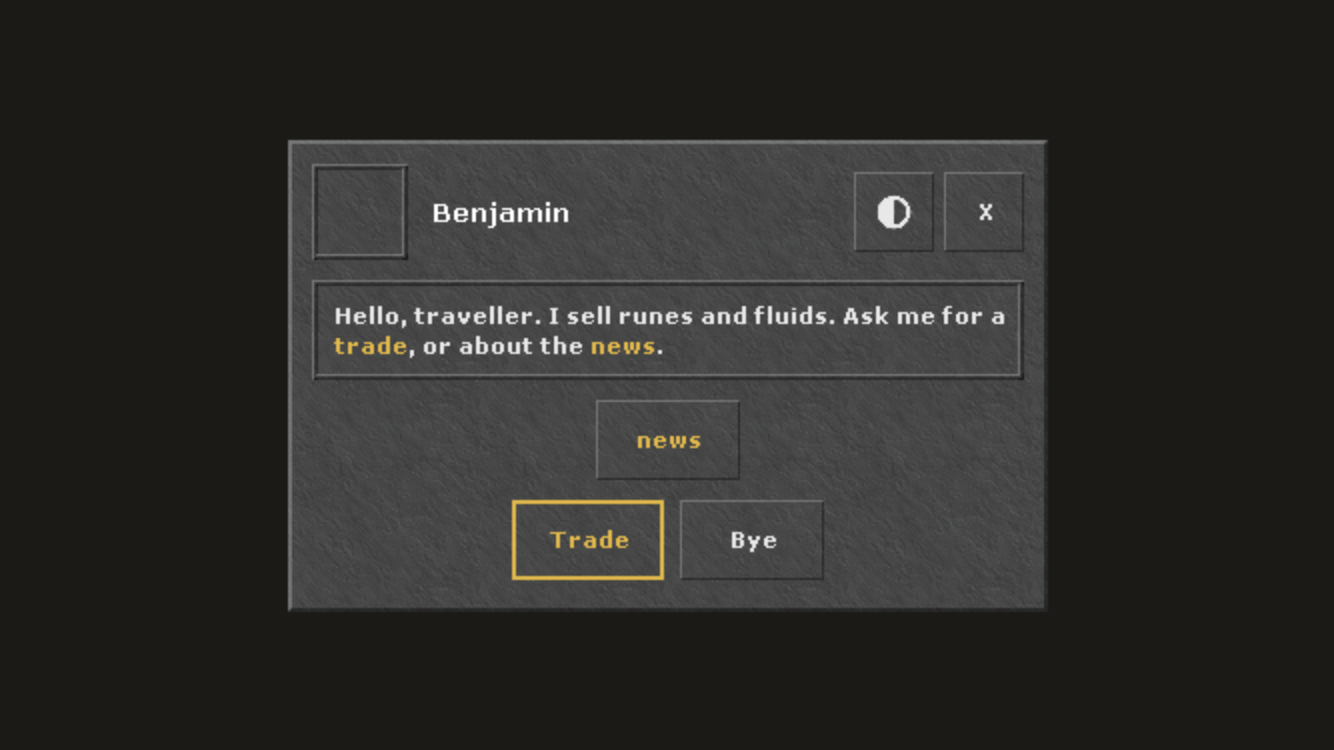 Benjamin
X
Hello, traveller. I sell runes and fluids. Ask me for a
trade, or about the news.
news
Trade
Bye